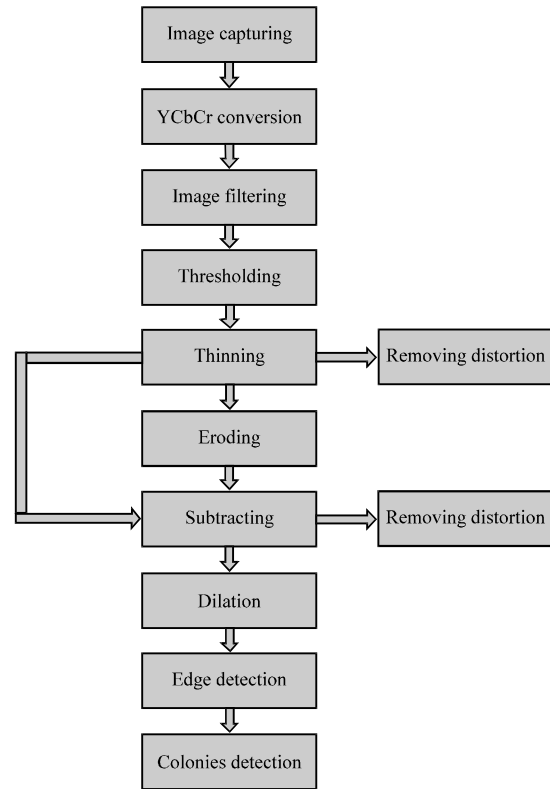 Image capturing
YCbCr conversion
Image filtering
Thresholding
Thinning
Removing distortion
Eroding
Subtracting
Removing distortion
Dilation
Edge detection
Colonies detection